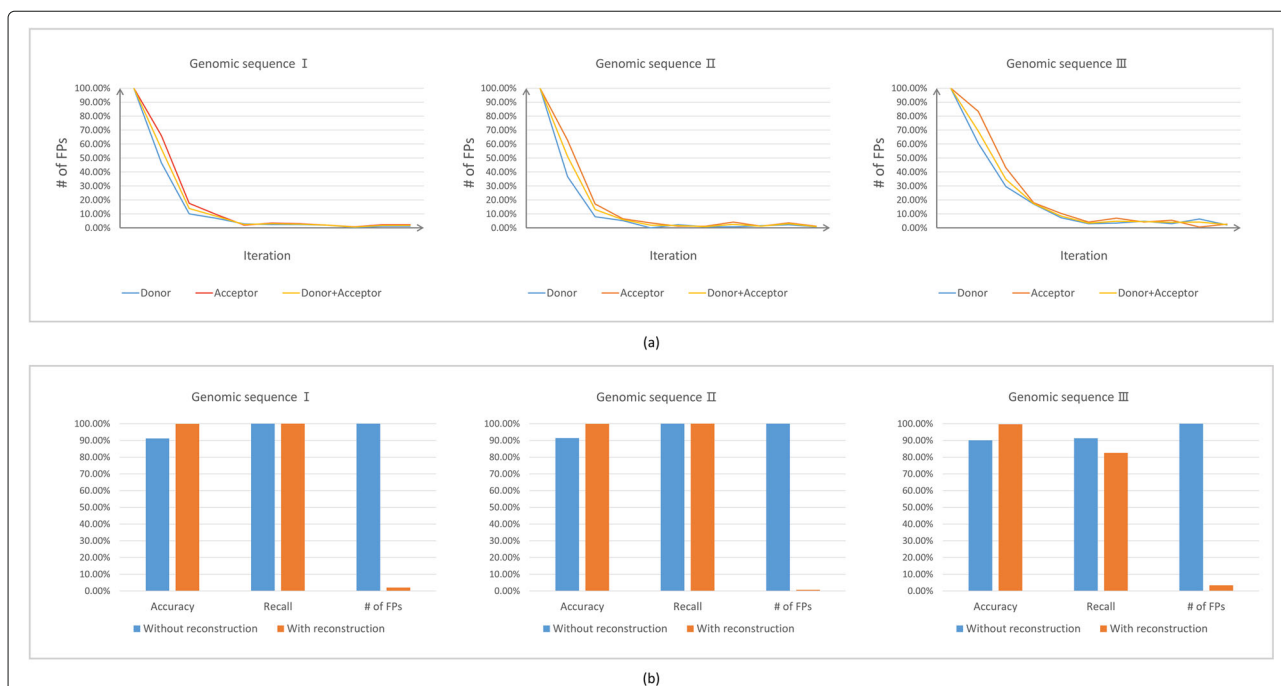 Genomic sequence Ⅰ
100.00%
90.00%
80.00%
70.00%
60.00%
50.00%
40.00%
30.00%
20.00%
10.00%
0.00%
# of FPs
Iteration
Donor Acceptor Donor+Acceptor
Genomic sequence Ⅱ
100.00%
90.00%
80.00%
70.00%
60.00%
50.00%
40.00%
30.00%
20.00%
10.00%
0.00%
# of FPs
Iteration
Donor Acceptor Donor+Acceptor
Genomic sequence Ⅲ
100.00%
90.00%
80.00%
70.00%
60.00%
50.00%
40.00%
30.00%
20.00%
10.00%
0.00%
# of FPs
Iteration
Donor Acceptor Donor+Acceptor
(a)
Genomic sequence Ⅰ
100.00%
90.00%
80.00%
70.00%
60.00%
50.00%
40.00%
30.00%
20.00%
10.00%
0.00%
Accuracy Recall # of FPs
Without reconstruction With reconstruction
Genomic sequence Ⅱ
100.00%
90.00%
80.00%
70.00%
60.00%
50.00%
40.00%
30.00%
20.00%
10.00%
0.00%
Accuracy Recall # of FPs
Without reconstruction With reconstruction
Genomic sequence Ⅲ
100.00%
90.00%
80.00%
70.00%
60.00%
50.00%
40.00%
30.00%
20.00%
10.00%
0.00%
Accuracy Recall # of FPs
Without reconstruction With reconstruction
(b)